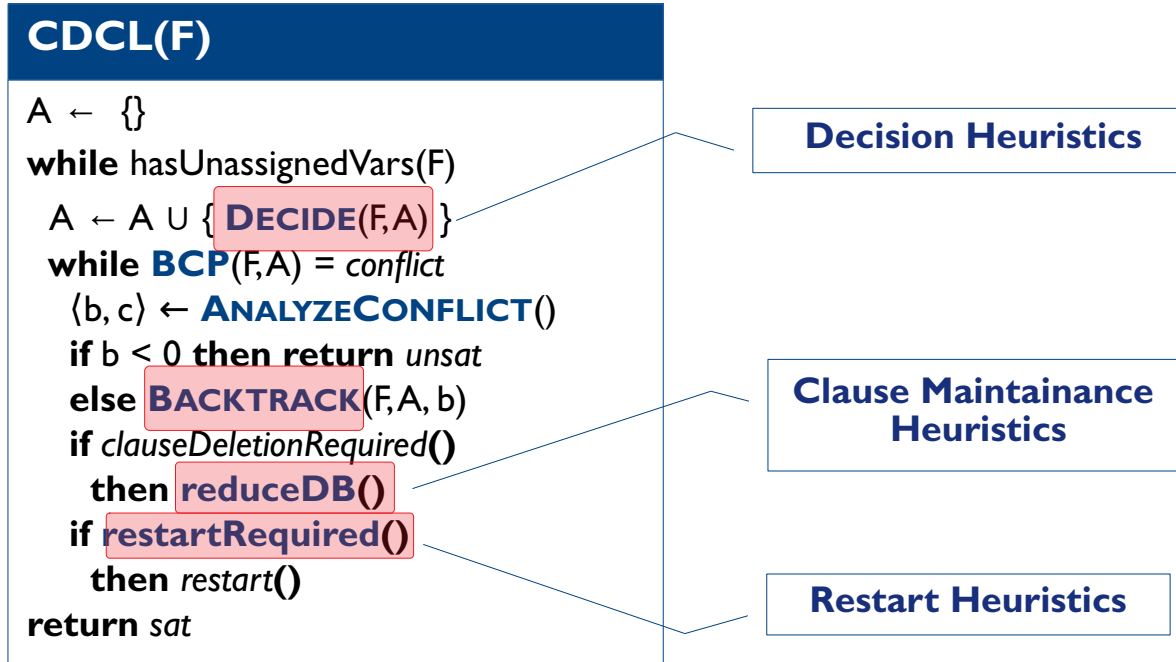 CDCL(F)
A ← {}
while hasUnassignedVars(F)
A ← A ∪ { DECIDE(F,A) }
while BCP(F,A) = conflict
⟨b, c⟩ ← ANALYZECONFLICT()
if b < 0 then return unsat
else BACKTRACK(F,A, b)
if clauseDeletionRequired()
then reduceDB()
if restartRequired()
then restart()
return sat
Decision Heuristics
Clause Maintainance
Heuristics
Restart Heuristics